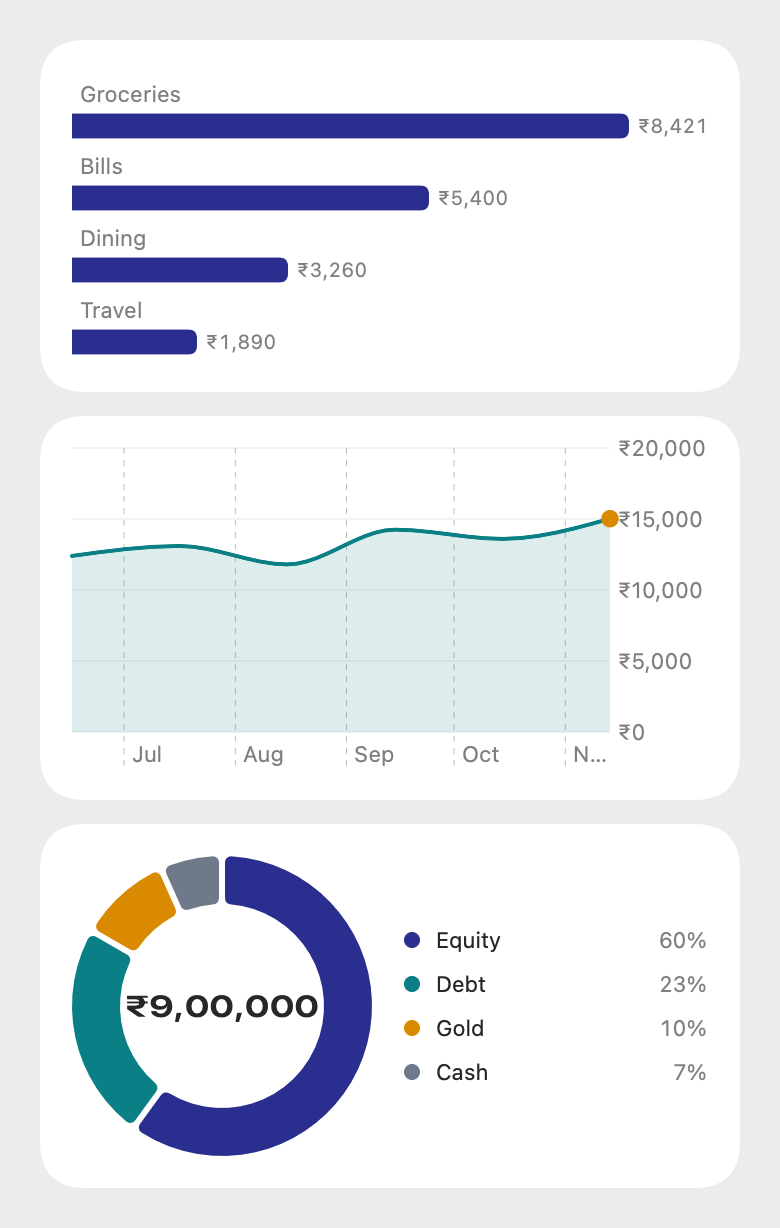 Groceries
₹8,421
Bills
₹5,400
Dining
₹3,260
Travel
₹1,890
₹20,000
₹15,000
₹10,000
₹5,000
₹0
Jul Aug Sep Oct N...
₹9,00,000
Equity 60%
Debt 23%
Gold 10%
Cash 7%